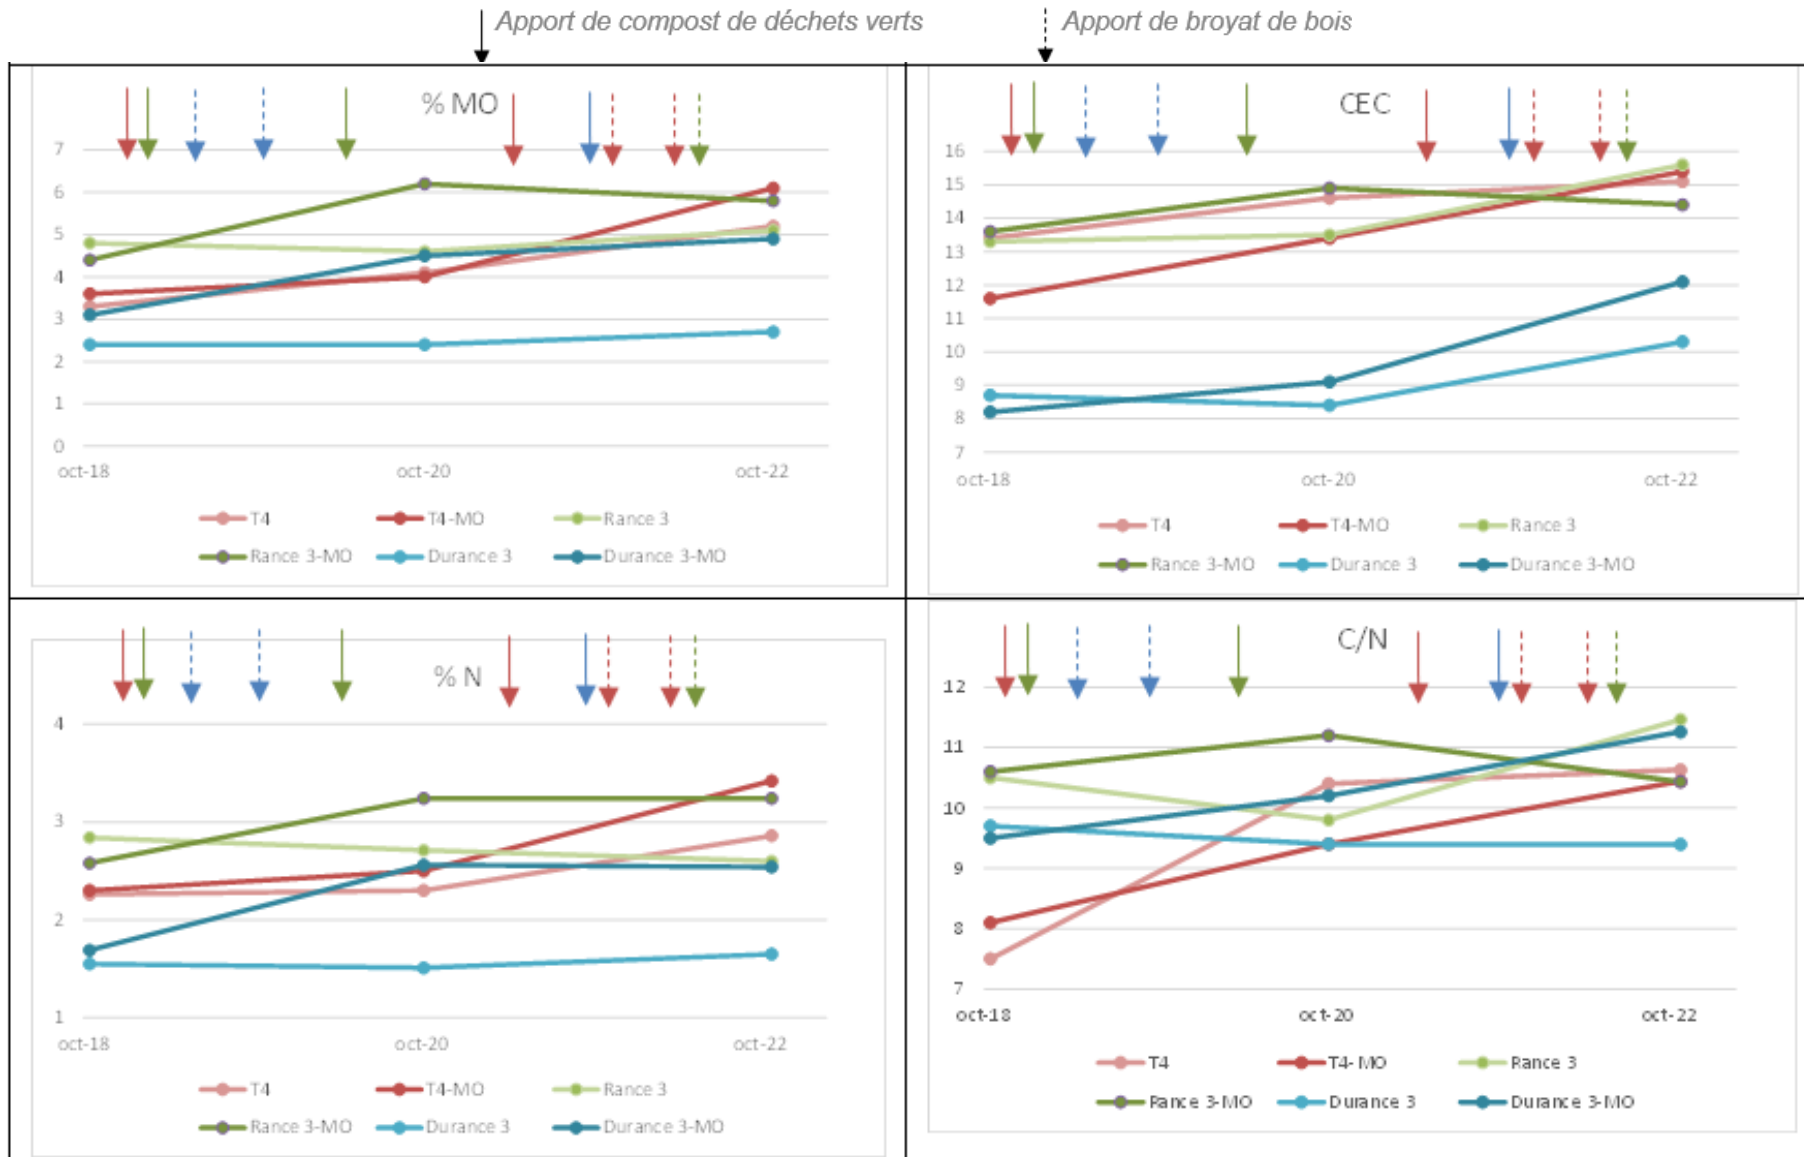 Apport de compost de déchets verts
Apport de broyat de bois
% MO
7
6
5
4
3
2
1
0
oct-18 oct-20 oct-22
T4 T4-MO Rance 3
Rance 3-MO Durance 3 Durance 3-MO
CEC
16
15
14
13
12
11
10
9
8
7
oct-18 oct-20 oct-22
T4 T4-MO Rance 3
Rance 3-MO Durance 3 Durance 3-MO
% N
4
3
2
1
oct-18 oct-20 oct-22
T4 T4-MO Rance 3
Rance 3-MO Durance 3 Durance 3-MO
C/N
12
11
10
9
8
7
oct-18 oct-20 oct-22
T4 T4-MO Rance 3
Rance 3-MO Durance 3 Durance 3-MO